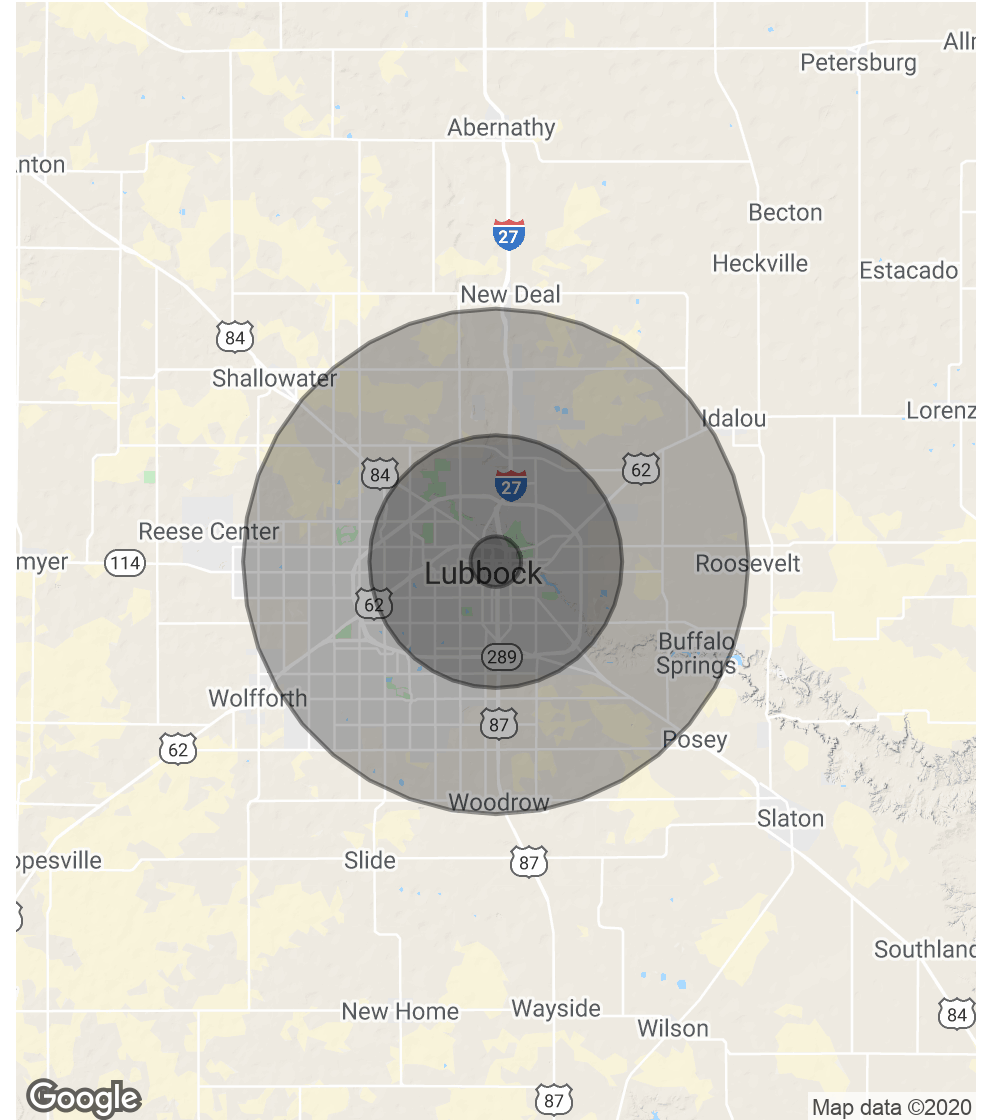 Allr
Petersburg
Abernathy
nton
Becton
27
Heckville
Estacado
New Deal
84
Shallowater
Lorenz
Idalou
84
62
27
Reese Center
myer
114
Roosevelt
Lubbock
62
Buffalo
Springs
289
Wolfforth
87
Posey
62
Woodrow
Slaton
opesville
Slide
87
Southland
New Home
Wayside
84
Wilson
Google
87
Map data ©2020